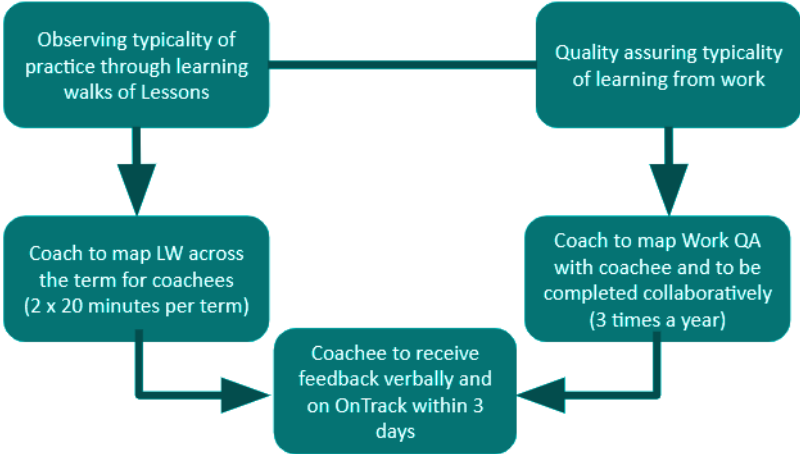 Observing typicality of
practice through learning
walks of Lessons
Quality assuring typicality
of learning from work
Coach to map LW across
the term for coachees
(2 x 20 minutes per term)
Coach to map Work QA
with coachee and to be
completed collaboratively
(3 times a year)
Coachee to receive
feedback verbally and
on OnTrack within 3
days